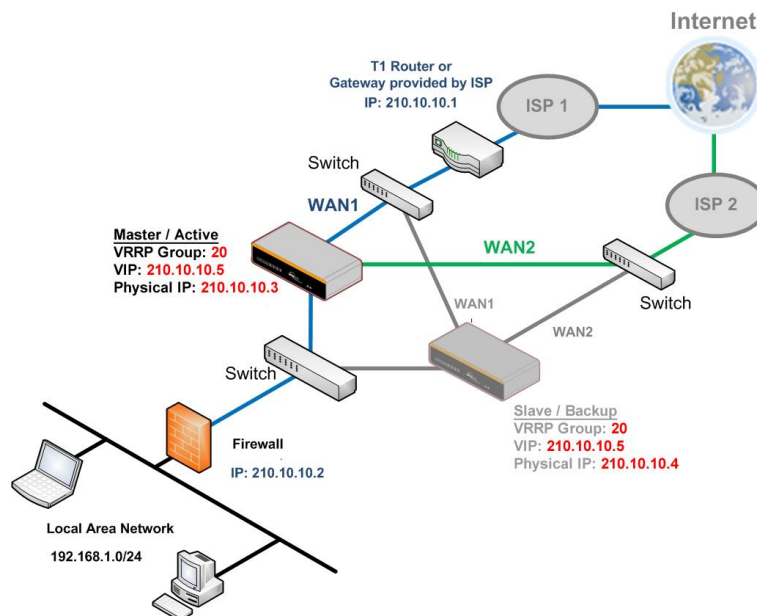 Internet
T1 Router or
Gateway provided by ISP
IP: 210.10.10.1
ISP 1
Switch
WAN1
ISP 2
Master / Active
VRRP Group: 20
VIP: 210.10.10.5
Physical IP: 210.10.10.3
WAN2
Switch
WAN1
WAN2
Switch
Slave / Backup
VRRP Group: 20
VIP: 210.10.10.5
Physical IP: 210.10.10.4
Firewall
IP: 210.10.10.2
Local Area Network
192.168.1.0/24